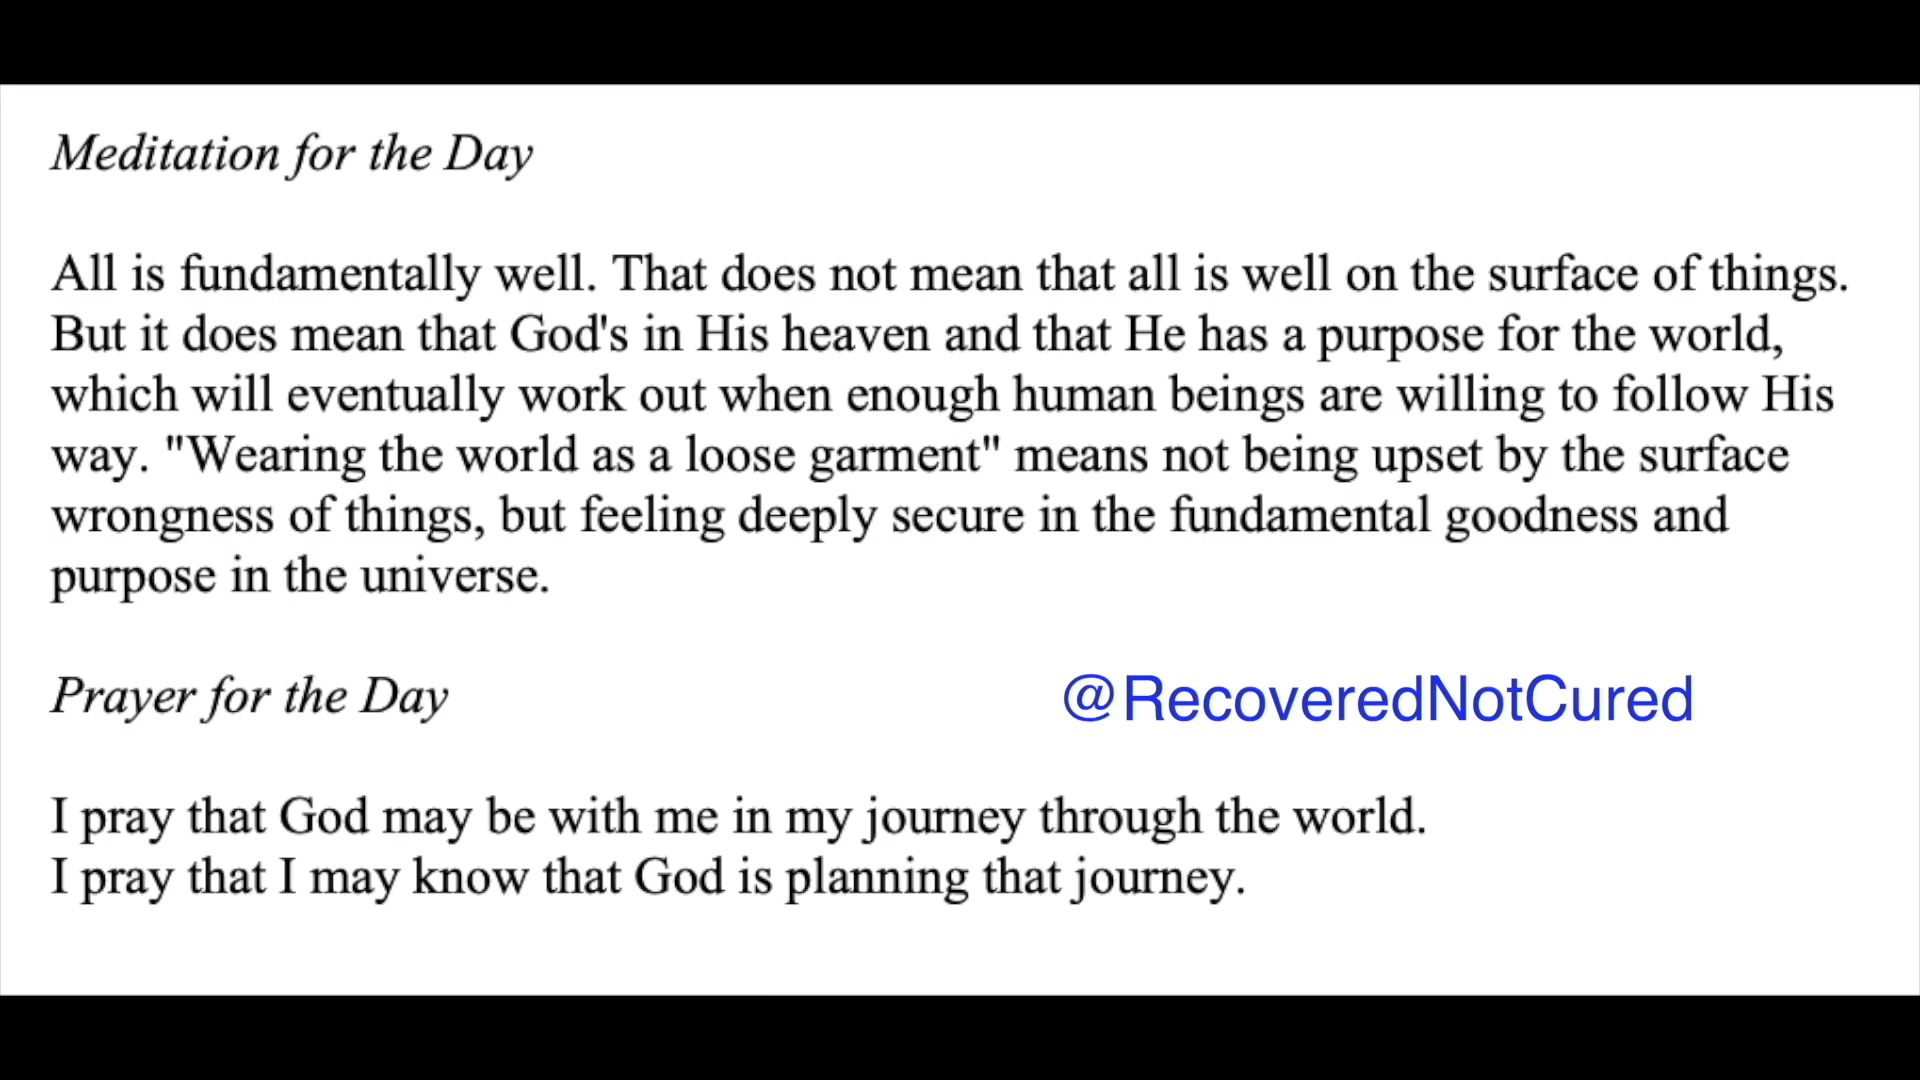 Meditation for the Day
All is fundamentally well. That does not mean that all is well on the surface of things.
But it does mean that God's in His heaven and that He has a purpose for the world,
which will eventually work out when enough human beings are willing to follow His
way. "Wearing the world as a loose garment" means not being upset by the surface
wrongness of things, but feeling deeply secure in the fundamental goodness and
purpose in the universe.
Prayer for the Day
@RecoveredNotCured
I pray that God may be with me in my journey through the world.
I pray that I may know that God is planning that journey.